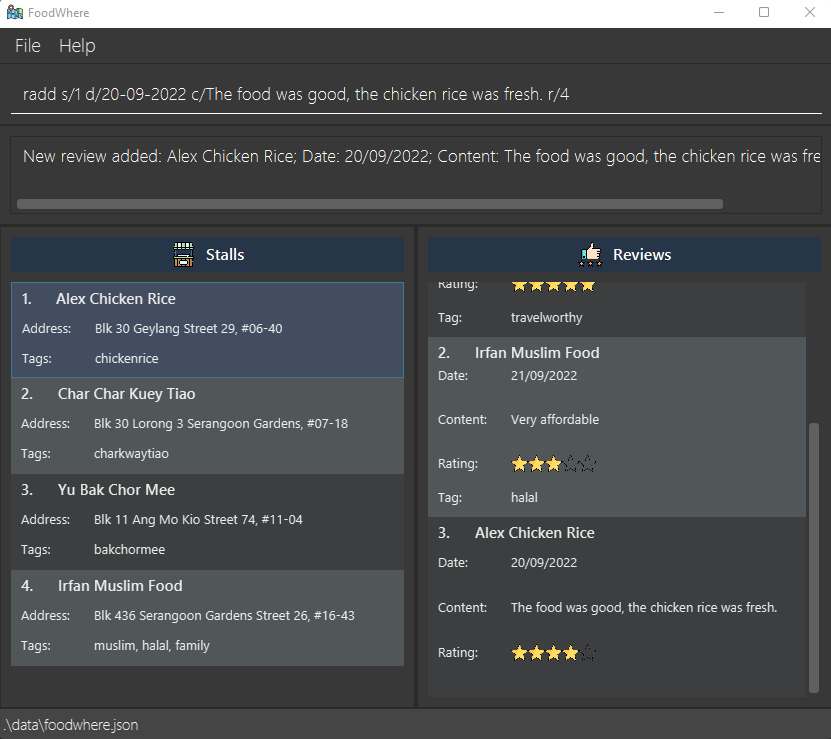 FoodWhere
File Help
radd s/1 d/20-09-2022 c/The food was good, the chicken rice was fresh. r/4
New review added: Alex Chicken Rice; Date: 20/09/2022; Content: The food was good, the chicken rice was fre
Stalls
1. Alex Chicken Rice
Address: Blk 30 Geylang Street 29, #06-40
Tags: chickenrice
2. Char Char Kuey Tiao
Address: Blk 30 Lorong 3 Serangoon Gardens, #07-18
Tags: charkwaytiao
3. Yu Bak Chor Mee
Address: Blk 11 Ang Mo Kio Street 74, #11-04
Tags: bakchormee
4. Irfan Muslim Food
Address: Blk 436 Serangoon Gardens Street 26, #16-43
Tags: muslim, halal, family
Reviews
Rating:
Tag: travelworthy
2. Irfan Muslim Food
Date: 21/09/2022
Content: Very affordable
Rating:
Tag: halal
3. Alex Chicken Rice
Date: 20/09/2022
Content: The food was good, the chicken rice was fresh.
Rating:
.\data\foodwhere.json